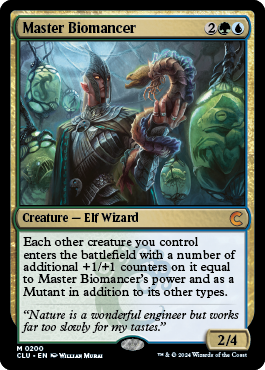 Master Biomancer 2
Creature — Elf Wizard
Each other creature you control
enters the battlefield with a number of
additional +1/+1 counters on it equal
to Master Biomancer's power and as a
Mutant in addition to its other types.
“Nature is a wonderful engineer but works
far too slowly for my tastes.”
2/4
M 0200
CLU • EN Willian Murai
™ & © 2024 Wizards of the Coast